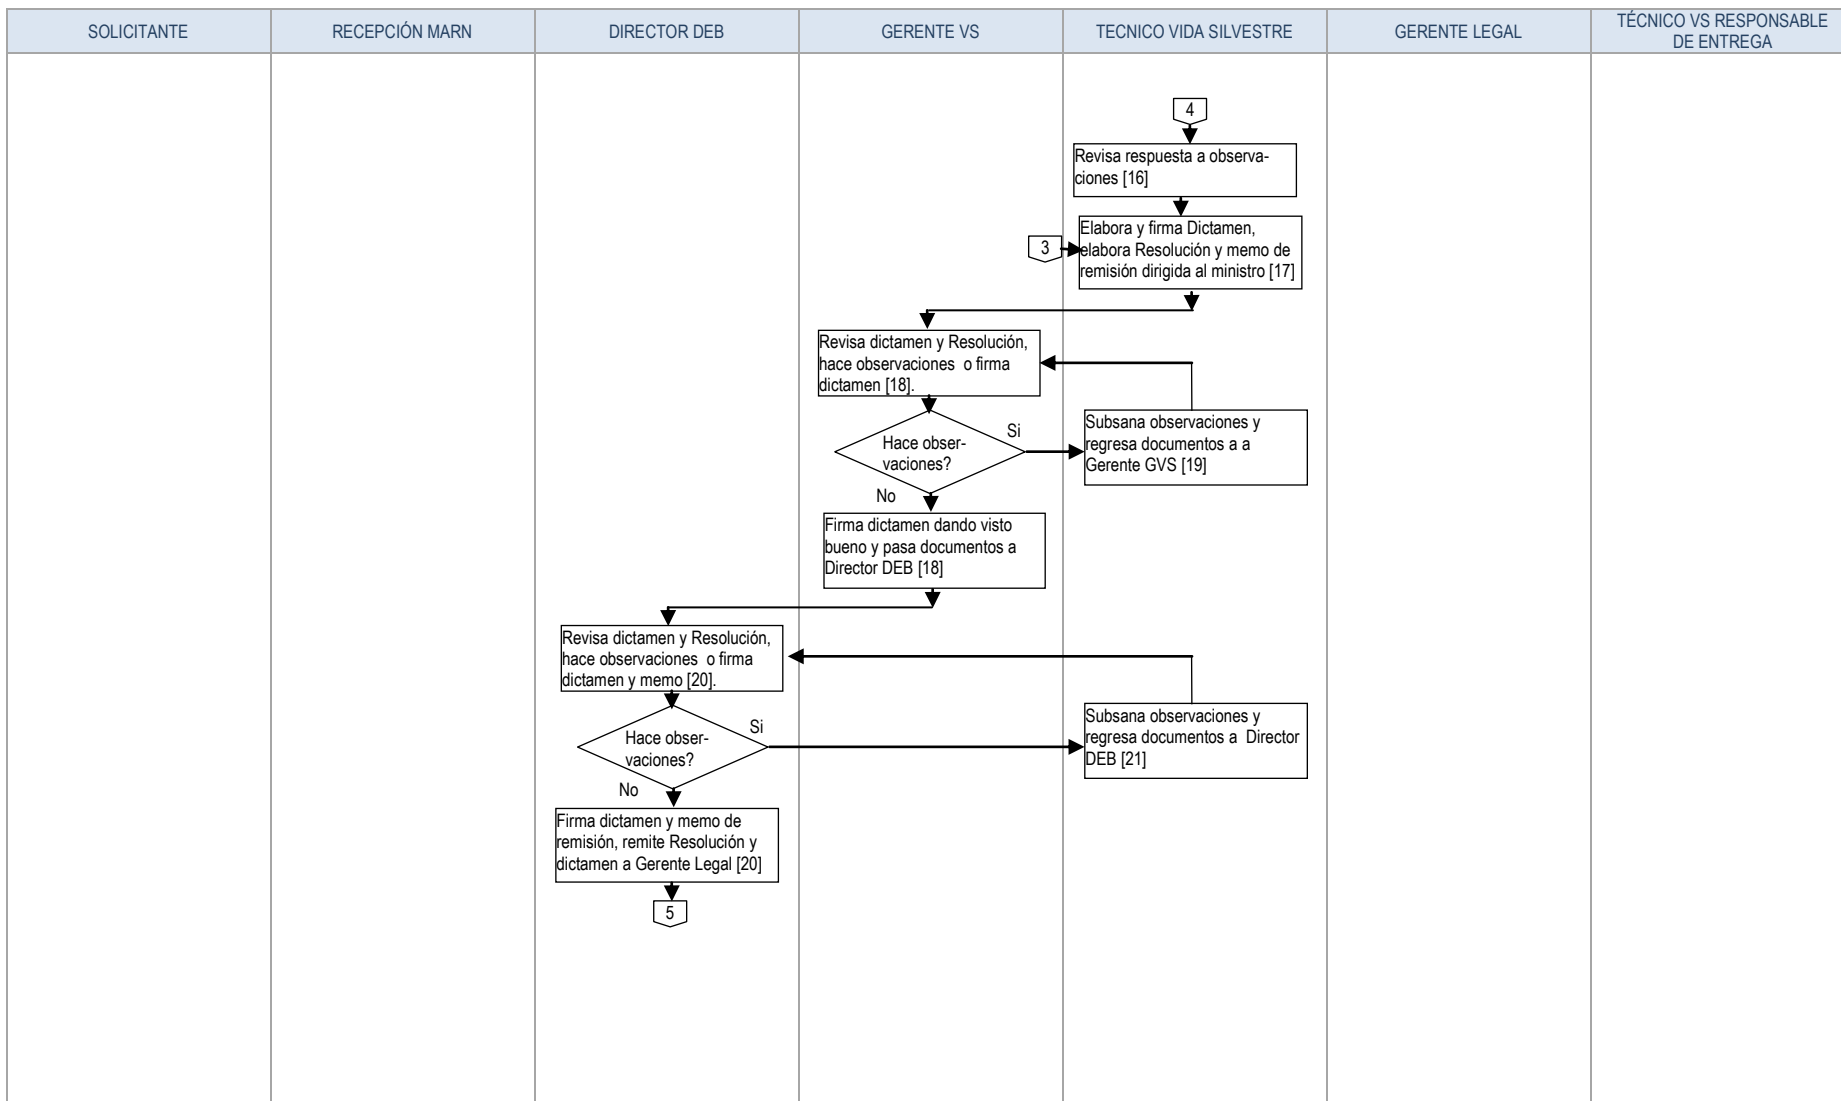 SOLICITANTE
RECEPCIÓN MARN
DIRECTOR DEB
GERENTE VS
TECNICO VIDA SILVESTRE
GERENTE LEGAL
TÉCNICO VS RESPONSABLE
DE ENTREGA
4
Revisa respuesta a observa-
ciones [16]
3
Elabora y firma Dictamen,
elabora Resolución y memo de
remisión dirigida al ministro [17]
Revisa dictamen y Resolución,
hace observaciones o firma
dictamen [18].
Hace obser-
vaciones?
Si
Subsana observaciones y
regresa documentos a a
Gerente GVS [19]
No
Firma dictamen dando visto
bueno y pasa documentos a
Director DEB [18]
Revisa dictamen y Resolución,
hace observaciones o firma
dictamen y memo [20].
Hace obser-
vaciones?
Si
Subsana observaciones y
regresa documentos a Director
DEB [21]
No
Firma dictamen y memo de
remisión, remite Resolución y
dictamen a Gerente Legal [20]
5